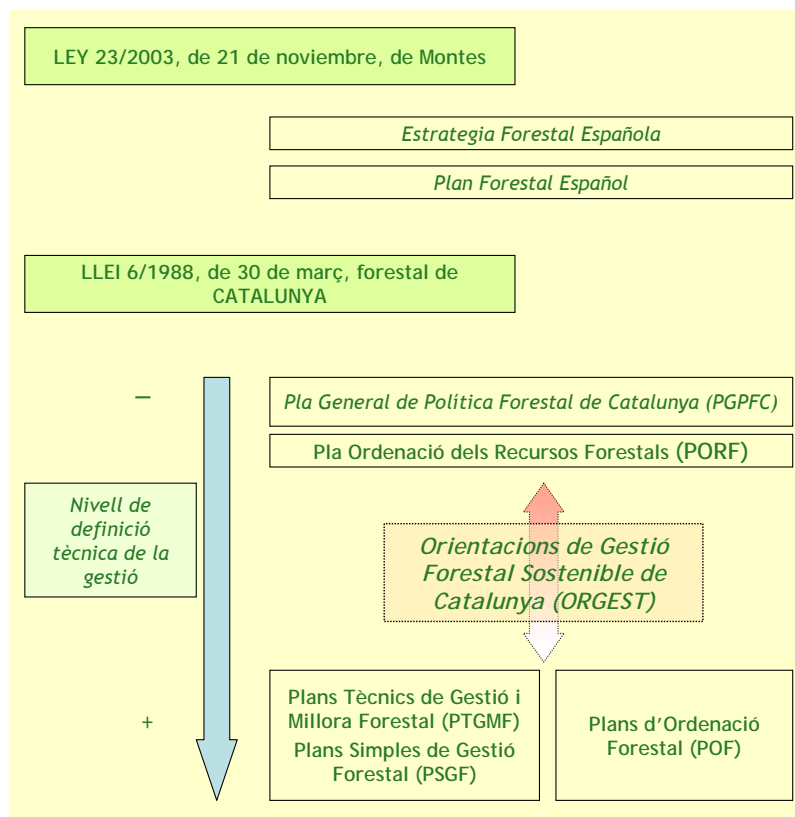 LEY 23/2003, de 21 de noviembre, de Montes
Estrategia Forestal Española
Plan Forestal Español
LLEI 6/1988, de 30 de març, forestal de
CATALUNYA
–
Pla General de Política Forestal de Catalunya (PGPFC)
Pla Ordenació dels Recursos Forestals (PORF)
Nivell de
definició
tècnica de la
gestió
Orientacions de Gestió
Forestal Sostenible de
Catalunya (ORGEST)
+
Plans Tècnics de Gestió i
Millora Forestal (PTGMF)
Plans Simples de Gestió
Forestal (PSGF)
Plans d’Ordenació
Forestal (POF)